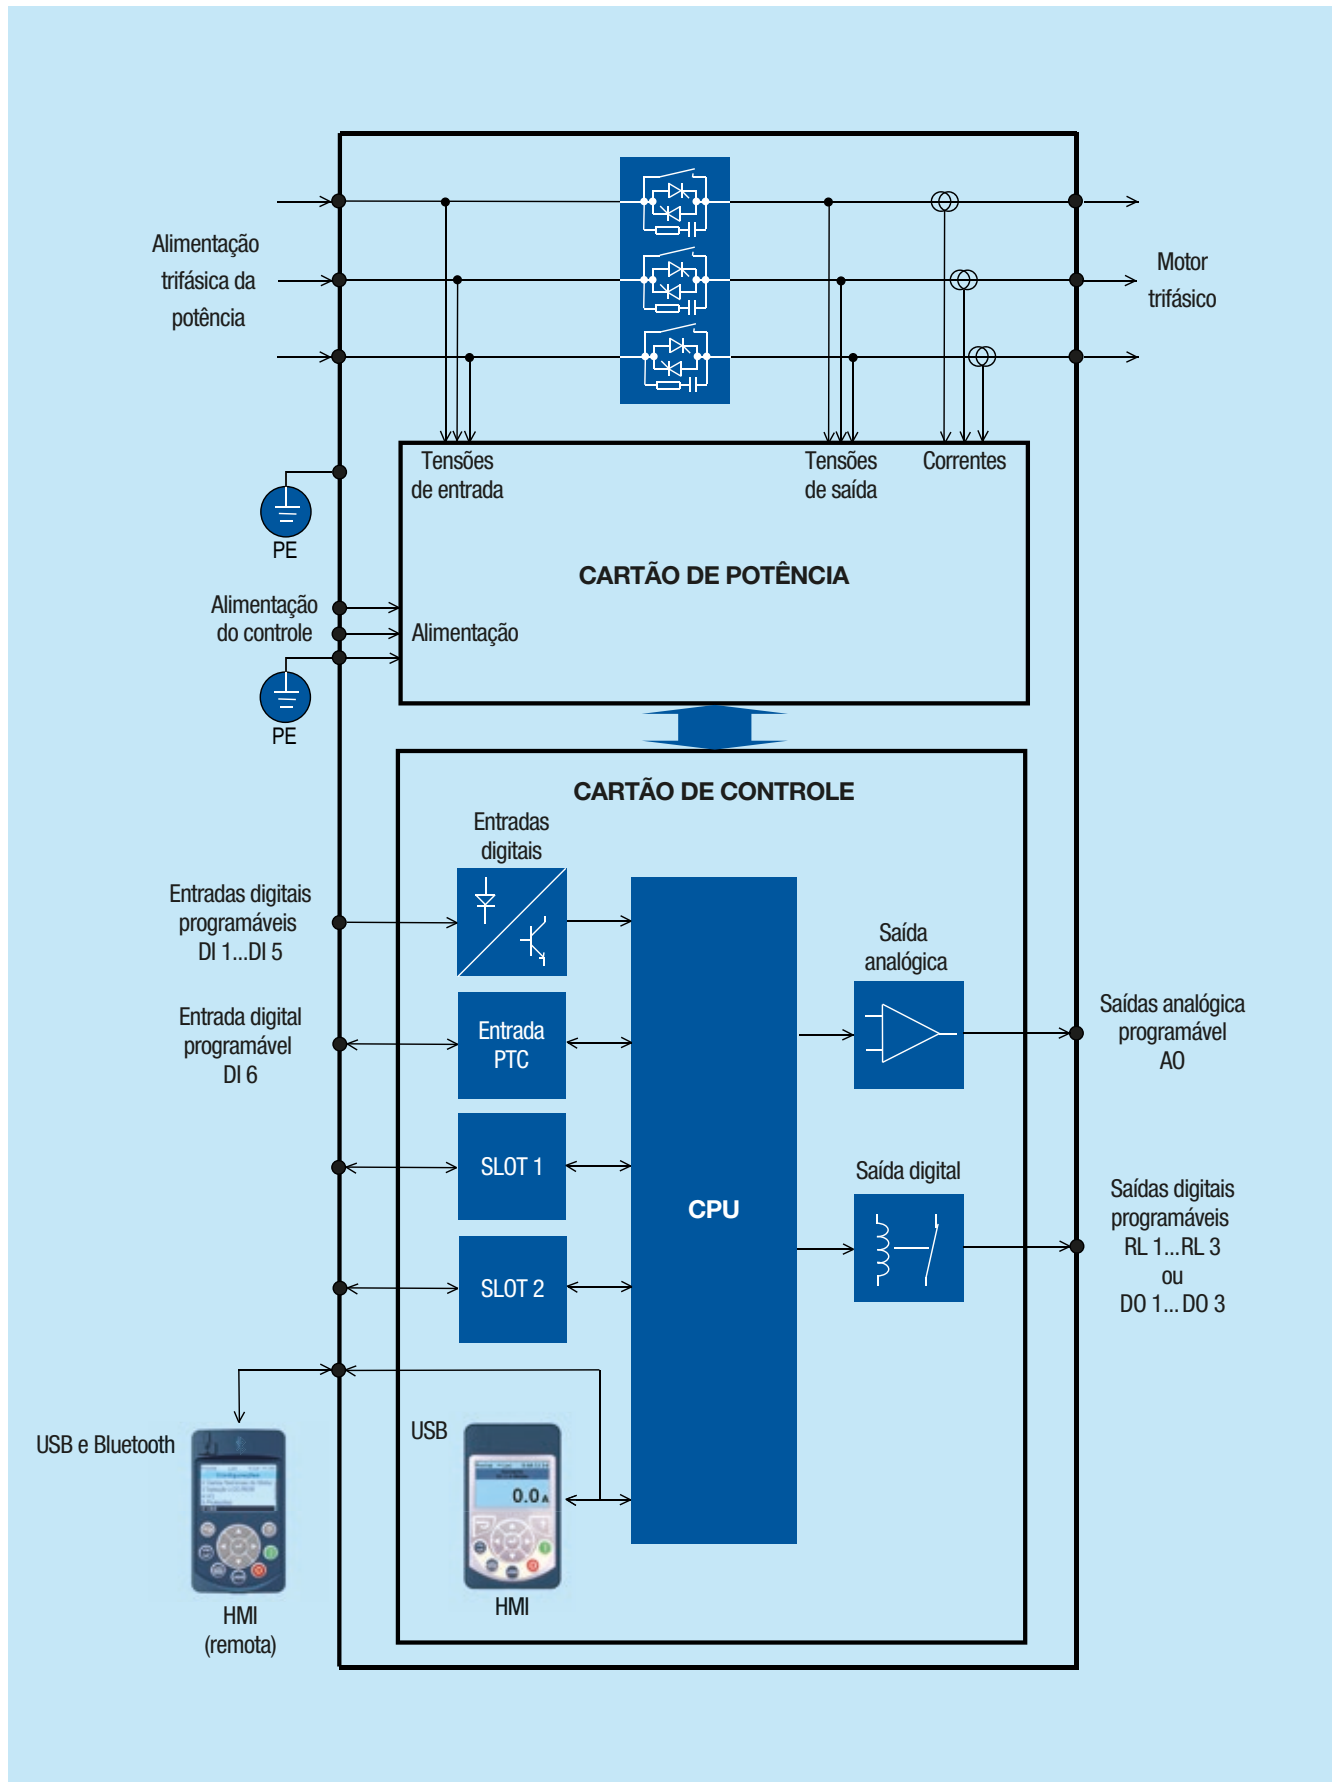 Alimentação
trifásica da
potência
Motor
trifásico
Tensões
de entrada
Tensões
de saída
Correntes
PE
CARTÃO DE POTÊNCIA
Alimentação
do controle
Alimentação
PE
CARTÃO DE CONTROLE
Entradas
digitais
Entradas digitais
programáveis
DI 1...DI 5
Saída
analógica
Entrada digital
programável
DI 6
Entrada
PTC
Saídas analógica
programável
AO
SLOT 1
CPU
Saída digital
Saídas digitais
programáveis
RL 1...RL 3
ou
DO 1... DO 3
SLOT 2
USB e Bluetooth
USB
Configurações
0.0 A
HMI
HMI
(remota)